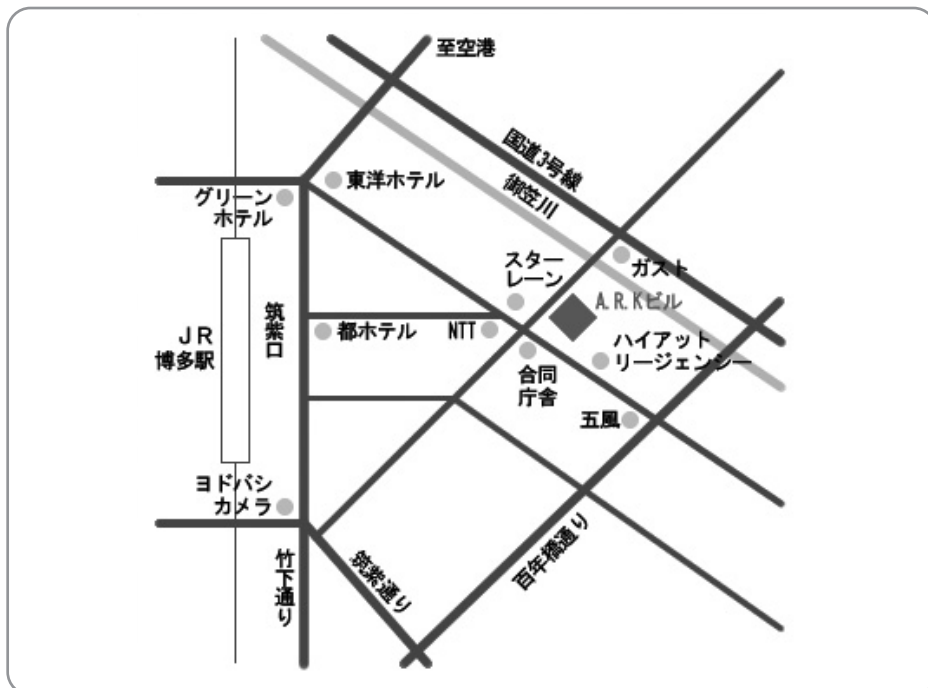 至空港
国道3号線
御笠川
東洋ホテル
グリーン
ホテル
スター
レーン
ガスト
A.R.Kビル
筑紫口
都ホテル
NTT
ハイアット
リージェンシー
JR
博多駅
合同
庁舎
五風
ヨドバシ
カメラ
竹下通り
筑紫通り
百年橋通り